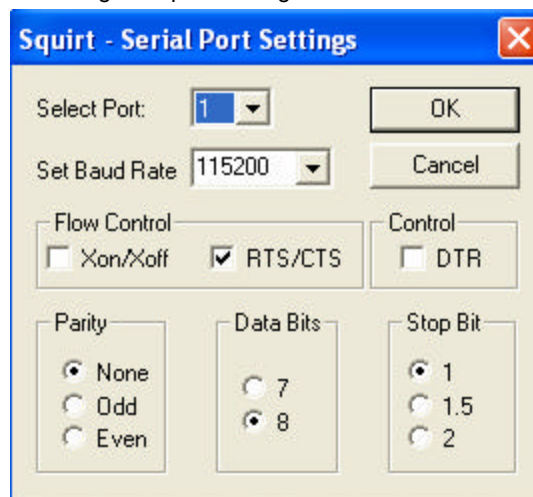 Squirt - Serial Port Settings
Select Port: 1
OK
Set Baud Rate 115200
Cancel
Flow Control
Control
Xon/Xoff RTS/CTS
DTR
Parity
Data Bits
Stop Bit
None
Odd
Even
7
8
1
1.5
2